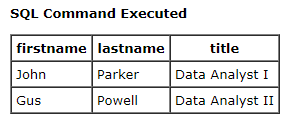 SQL Command Executed
firstname lastname title
John Parker Data Analyst I
Gus Powell Data Analyst II